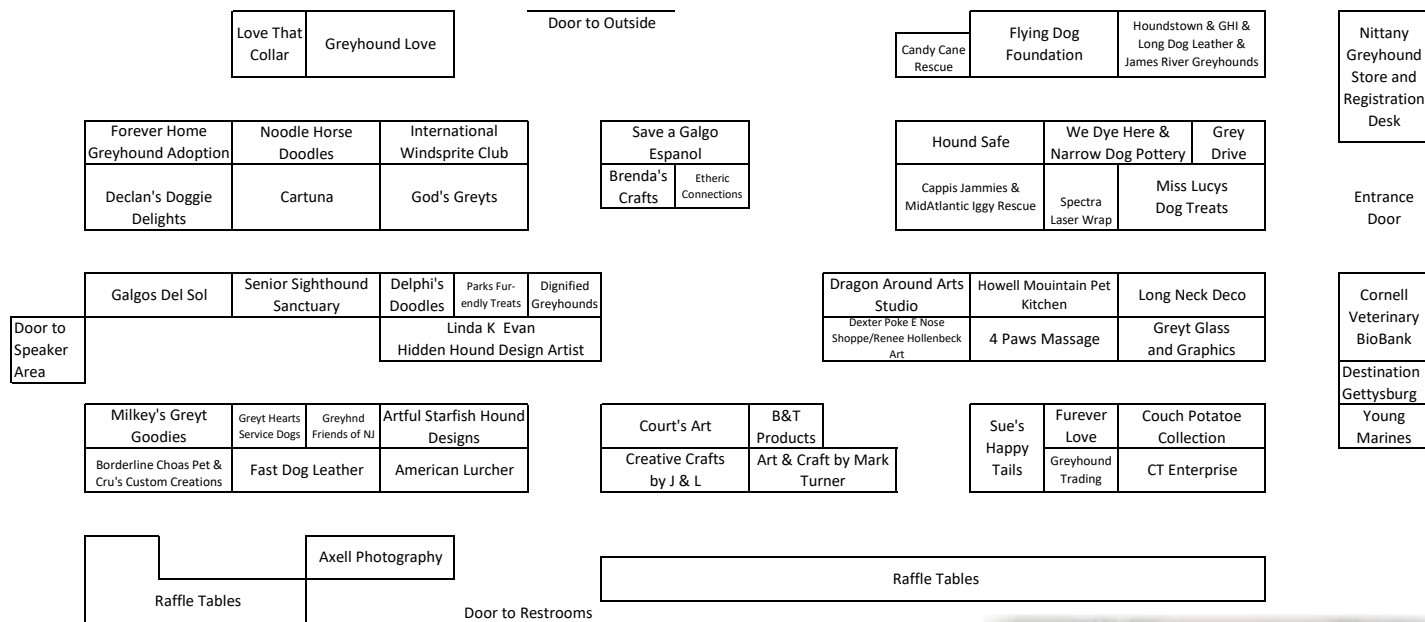 Love That
Collar
Greyhound Love
Door to Outside
Candy Cane
Rescue
Flying Dog
Foundation
Houndstown & GHI &
Long Dog Leather &
James River Greyhounds
Nittany
Greyhound
Store and
Registration
Desk
Forever Home
Greyhound Adoption
Noodle Horse
Doodles
International
Windsprite Club
Save a Galgo
Espanol
Hound Safe
We Dye Here &
Narrow Dog Pottery
Grey
Drive
Declan's Doggie
Delights
Cartuna
God's Greyts
Brenda's
Crafts
Etheric
Connections
Cappis Jammies &
MidAtlantic Iggy Rescue
Spectra
Laser Wrap
Miss Lucys
Dog Treats
Entrance
Door
Galgos Del Sol
Senior Sighthound
Sanctuary
Delphi's
Doodles
Parks Fur-
endly Treats
Dignified
Greyhounds
Dragon Around Arts
Studio
Howell Mountain Pet
Kitchen
Long Neck Deco
Cornell
Veterinary
BioBank
Door to
Speaker
Area
Linda K  Evan
Hidden Hound Design Artist
Dexter Poke E Nose
Shoppe/Renee Hollenbeck
Art
4 Paws Massage
Greyt Glass
and Graphics
Destination
Gettysburg
Young
Marines
Milkey's Greyt
Goodies
Greyt Hearts
Service Dogs
Greyhnd
Friends of NJ
Artful Starfish Hound
Designs
Court's Art
B&T
Products
Sue's
Happy
Tails
Furever
Love
Couch Potatoe
Collection
Borderline Choas Pet &
Cru's Custom Creations
Fast Dog Leather
American Lurcher
Creative Crafts
by J & L
Art & Craft by Mark
Turner
Greyhound
Trading
CT Enterprise
Axell Photography
Raffle Tables
Raffle Tables
Door to Restrooms